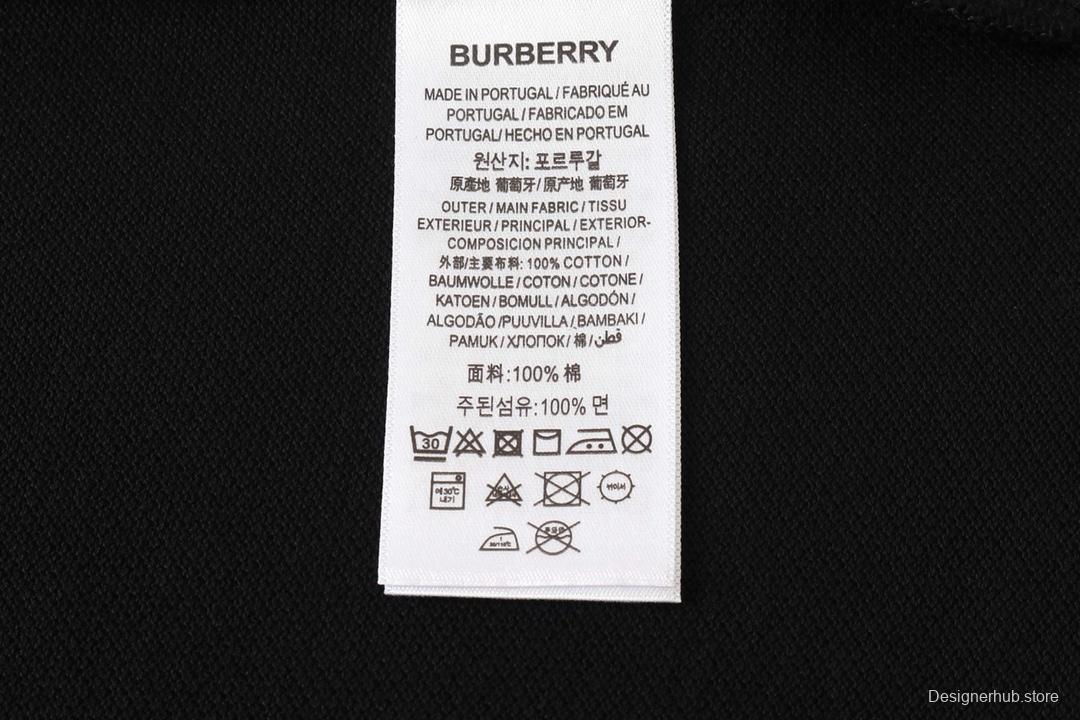 BURBERRY
MADE IN PORTUGAL / FABRIQUÉ AU
PORTUGAL / FABRICADO EM
PORTUGAL/ HECHO EN PORTUGAL
원산지: 포르루갈
原產地 葡萄牙/ 原产地 葡萄牙
OUTER / MAIN FABRIC / TISSU
EXTERIEUR / PRINCIPAL / EXTERIOR-
COMPOSICION PRINCIPAL /
外部/主要布料: 100% COTTON /
BAUMWOLLE / COTON / COTONE /
KATOEN / BOMULL / ALGODÓN /
ALGODÃO /PUUVILLA / BAMBAKI /
PAMUK / ХЛОПОК / 棉 / قطن
面料:100% 棉
주된섬유:100% 면
30
Designerhub.store